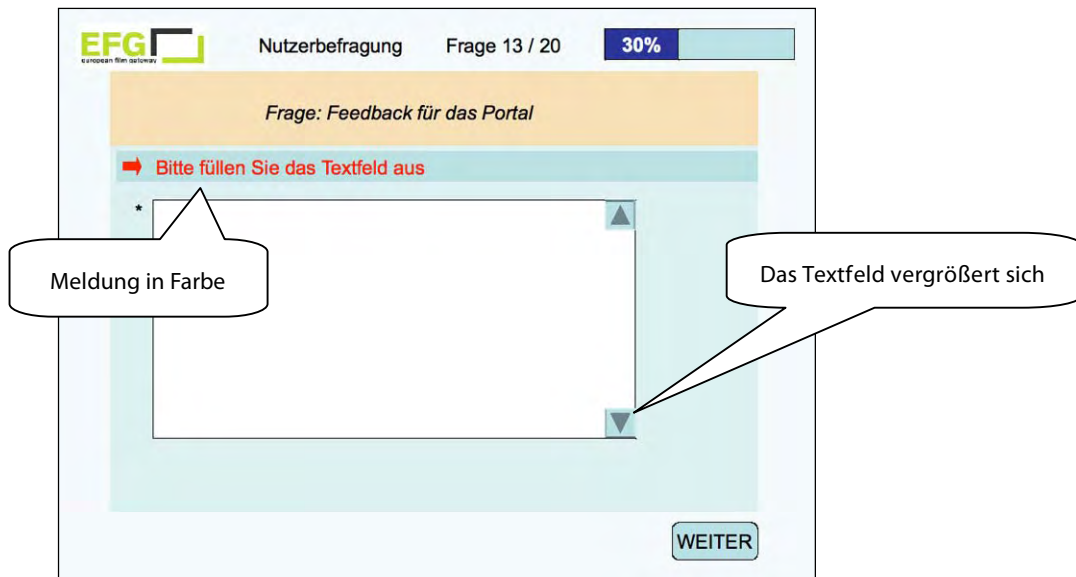 EFG
european film gateway
Nutzerbefragung Frage 13 / 20 30%
Frage: Feedback für das Portal
Bitte füllen Sie das Textfeld aus
*
Meldung in Farbe
Das Textfeld vergrößert sich
WEITER